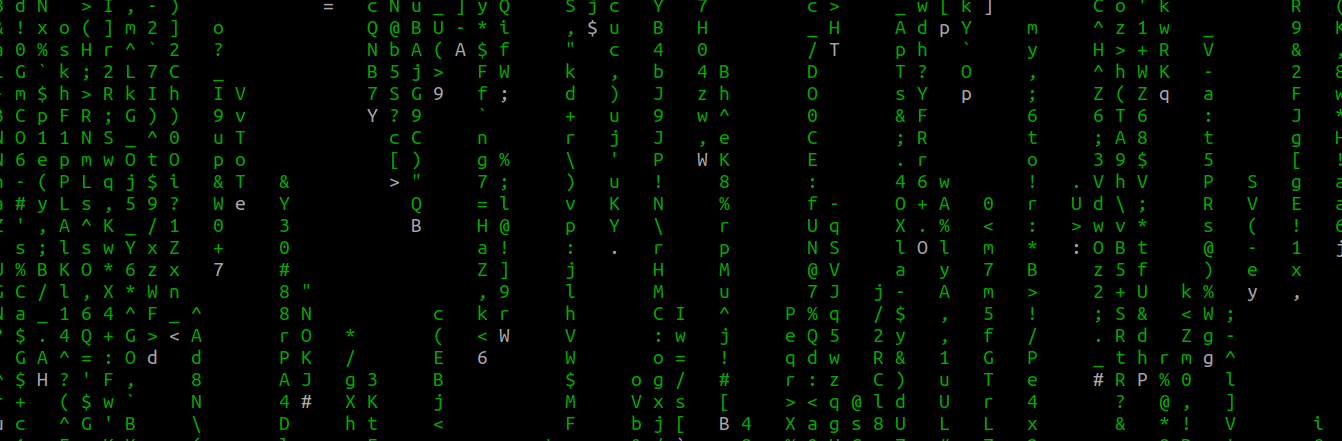 d N > I , - ) = c N u _ ] y Q S j c Y 7 c > _ w [ k ] C o ' k R
! x o ( ] m 2 ` o Q @ B U - * i , $ u B H _ H A d p Y m ^ z 1 w _ 9
0 % s H r ^ ` 2 ? N b A ( A $ f " c 4 0 / T p h ` y H > + R V &
G ` k ; 2 L 7 C _ B 5 j > F W k , b 4 B D T ? O , ^ h W K - 2
m $ h > R k I h I V 7 S G 9 f ; d ) J z h O s Y p ; Z ( Z q a F
C p F R ; G ) ) 9 v Y ? 9 ` + u 9 w ^ 0 & F 6 6 T 6 : J
O 1 1 N S _ ^ 0 u T c C n r j J , e C ; R t ; A 8 t g
6 e p m w O t O p o [ ) g % \ ' P W K E . r o 3 9 $ 5 [
- ( P L q j $ i & T & > " 7 ; ) u ! 8 : 4 6 w ! . V h V P S g
# y L s , 5 9 ? W e Y Q = l v K N % f - O + A 0 r U d \ ; R V E
' , A ^ K _ / 1 0 3 B H @ p Y \ r U q X . % < : > w v * s ( !
s ; l s w Y x Z + 0 a ! : . r p N S l O l m r : O B t @ - 1
% B K O * 6 z x 7 # Z ] j H M @ V a y 7 * z 5 f ) e x
C / l , X * W n 8 " , 9 l M u 7 J j - A m B 2 + U k % y ,
a _ 1 6 4 ^ F _ ^ 8 N c k r h C I ^ P % q / $ , 5 > ; S & < W ;
$ . 4 Q + G > < A r O * ( < W V : w j e Q 5 2 y , f ! . R d Z g -
G A ^ = : O d d P K / E 6 W o = ! q d w R & 1 G / _ t h r m g ^
$ H ? ' F , 8 A J g 3 B $ o g / # r : z C ) u T P # R P % 0 l
+ ( $ w ` N 4 # X K j M V x s [ > < q @ l d U r e ? @ , ]
^ G ' B \ D h t < F b j [ B 4 X a g s 8 U L L 4 x & * ! V i